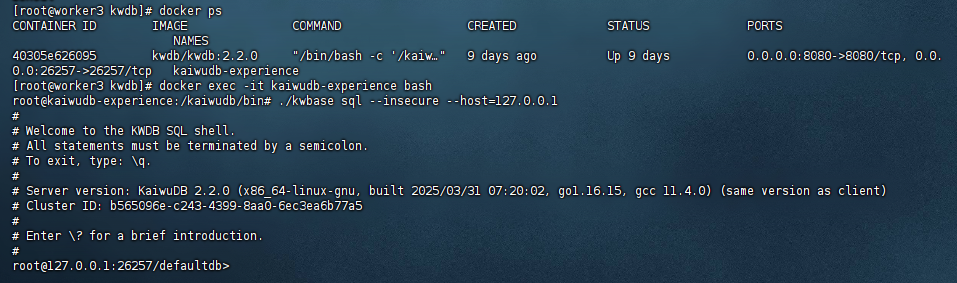 [root@worker3 kwdb]# docker ps
CONTAINER ID        IMAGE               COMMAND                  CREATED             STATUS              PORTS
                       NAMES
40305e626095        kwdb/kwdb:2.2.0     "/bin/bash -c '/kaiw…"   9 days ago          Up 9 days           0.0.0.0:8080->8080/tcp, 0.0.
0.0:26257->26257/tcp   kaiwudb-experience
[root@worker3 kwdb]# docker exec -it kaiwudb-experience bash
root@kaiwudb-experience:/kaiwudb/bin# ./kwbase sql --insecure --host=127.0.0.1
#
# Welcome to the KWDB SQL shell.
# All statements must be terminated by a semicolon.
# To exit, type: \q.
#
# Server version: KaiwuDB 2.2.0 (x86_64-linux-gnu, built 2025/03/31 07:20:02, go1.16.15, gcc 11.4.0) (same version as client)
# Cluster ID: b565096e-c243-4399-8aa0-6ec3ea6b77a5
#
# Enter \? for a brief introduction.
#
root@127.0.0.1:26257/defaultdb>